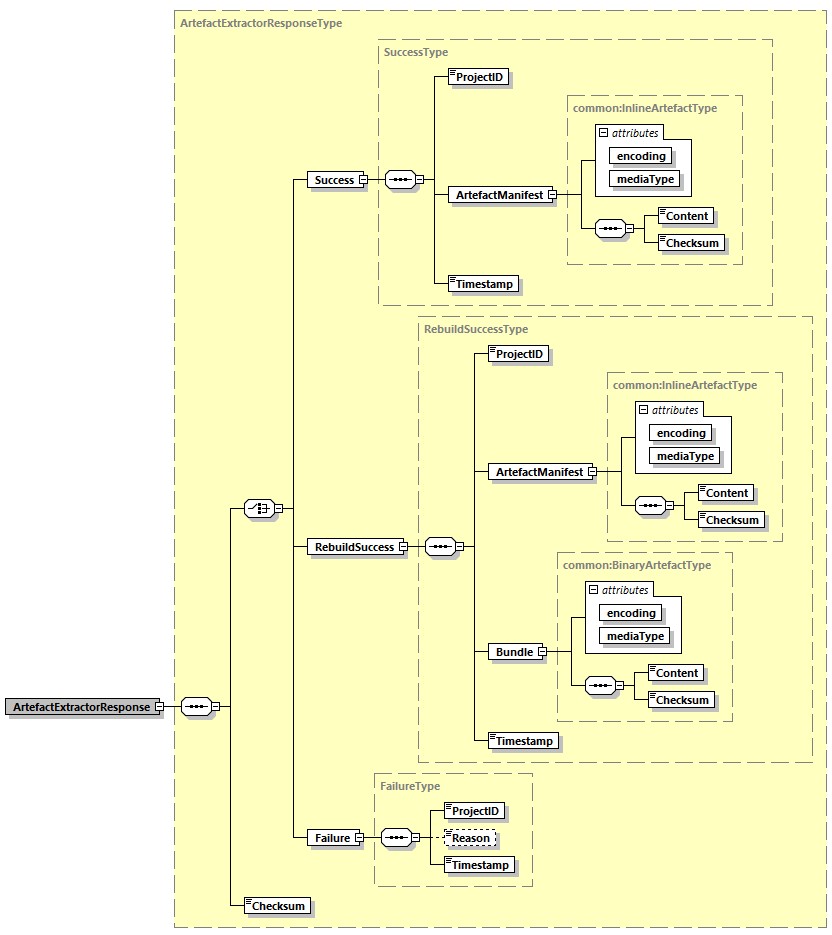 ArtefactExtractorResponseType
SuccessType
ProjectID
common:InlineArtefactType
attributes
encoding
mediaType
Success
ArtefactManifest
Content
Checksum
Timestamp
RebuildSuccessType
ProjectID
common:InlineArtefactType
attributes
encoding
mediaType
ArtefactManifest
Content
Checksum
RebuildSuccess
common:BinaryArtefactType
attributes
encoding
mediaType
Bundle
Content
Checksum
ArtefactExtractorResponse
Timestamp
FailureType
ProjectID
Failure
Reason
Timestamp
Checksum